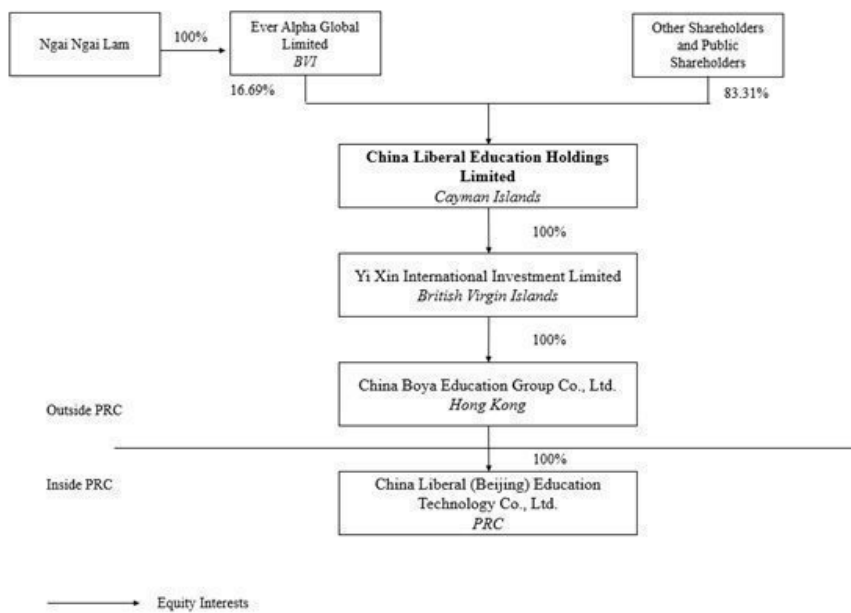 Ngai Ngai Lam
100%
Ever Alpha Global
Limited
BVI
Other Shareholders
and Public
Shareholders
16.69%
83.31%
China Liberal Education Holdings
Limited
Cayman Islands
100%
Yi Xin International Investment Limited
British Virgin Islands
100%
China Boya Education Group Co., Ltd.
Hong Kong
Outside PRC
100%
Inside PRC
China Liberal (Beijing) Education
Technology Co., Ltd.
PRC
Equity Interests